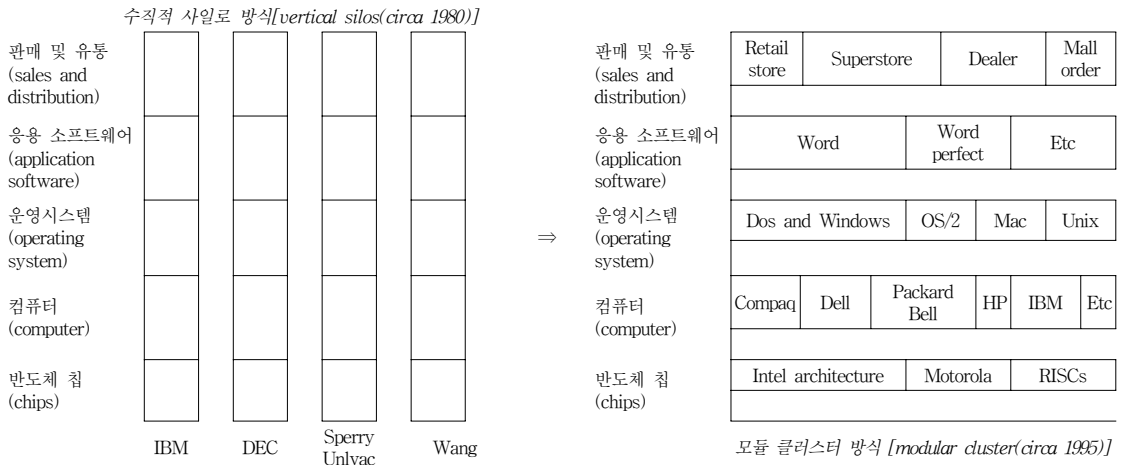 수직적 사일로 방식[vertical silos(circa 1980)]
판매 및 유통
(sales and
distribution)
응용 소프트웨어
(application
software)
운영시스템
(operating
system)
컴퓨터
(computer)
반도체 칩
(chips)
IBM
DEC
Sperry
Unlvac
Wang
⇒
판매 및 유통
(sales and
distribution)
Retail
store
Superstore
Dealer
Mall
order
응용 소프트웨어
(application
software)
Word
Word
perfect
Etc
운영시스템
(operating
system)
Dos and Windows
OS/2
Mac
Unix
컴퓨터
(computer)
Compaq
Dell
Packard
Bell
HP
IBM
Etc
반도체 칩
(chips)
Intel architecture
Motorola
RISCs
모듈 클러스터 방식 [modular cluster(circa 1995)]